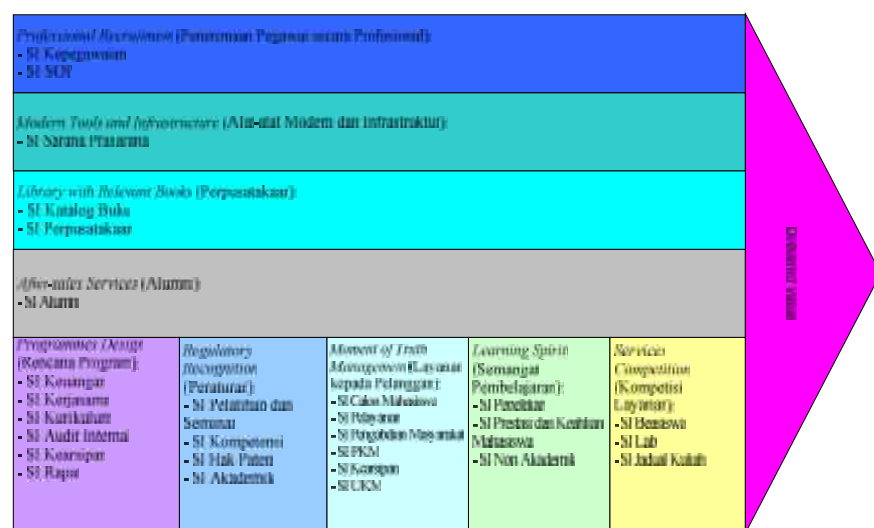 Professional Recruitment (Penerimaan Pegawai secara Profesional):
- SI Kepegawaian
- SI SOP
Modern Tools and Infrastructure (Alat-alat Modern dan Infrastruktur):
- SI Sarana Prasarana
Library with Relevant Books (Perpustakaan):
- SI Katalog Buku
- SI Perpustakaan
After-sales Services (Alumni):
- SI Alumni
Programmes Design
(Rencana Program):
- SI Keuangan
- SI Kerjasama
- SI Kurikulum
- SI Audit Internal
- SI Kearsipan
- SI Rapat
Regulatory
Recognition
(Peraturan):
- SI Pelatihan dan
Seminar
- SI Kompetensi
- SI Hak Paten
- SI Akademik
Moment of Truth
Management (Layanan
kepada Pelanggan):
- SI Calon Mahasiswa
- SI Pelayanan
- SI Pengabdian Masyarakat
- SI PKM
- SI Kearsipan
- SI UKM
Learning Spirit
(Semangat
Pembelajaran):
- SI Penelitian
- SI Prestasi dan Keahlian
Mahasiswa
- SI Non Akademik
Services
Competition
(Kompetisi
Layanan):
- SI Beasiswa
- SI Lab
- SI Jadual Kuliah
Value